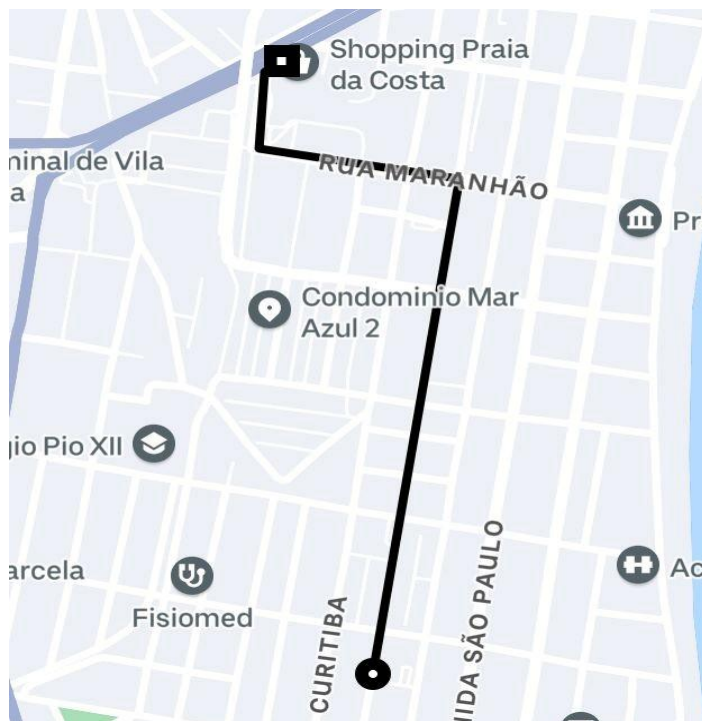 Shopping Praia
da Costa
minal de Vila
a
RUA MARANHÃO
Pr
Condominio Mar
Azul 2
gio Pio XII
arcela
Fisiomed
CURITIBA
IDA SÃO PAULO
Ac